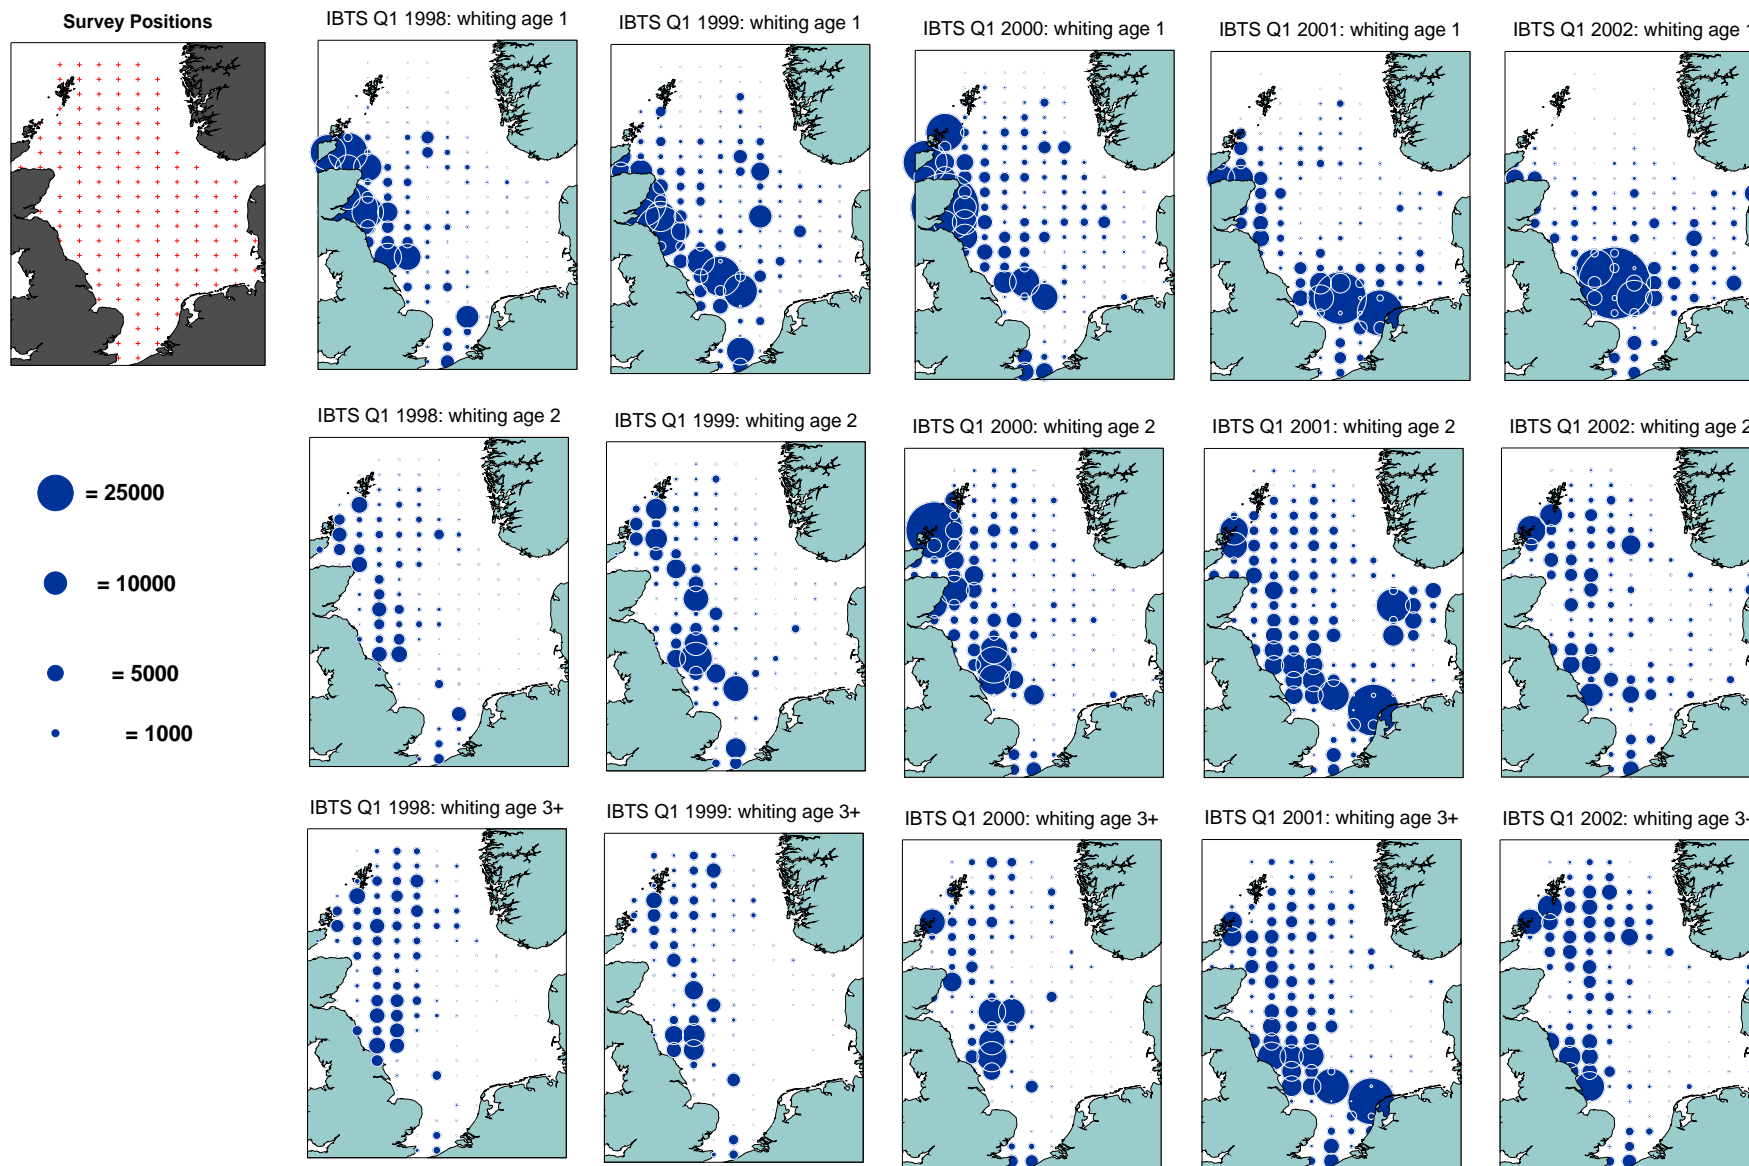 Survey Positions
IBTS Q1 1998: whiting age 1
IBTS Q1 1999: whiting age 1
IBTS Q1 2000: whiting age 1
IBTS Q1 2001: whiting age 1
IBTS Q1 2002: whiting age 1
IBTS Q1 1998: whiting age 2
IBTS Q1 1999: whiting age 2
IBTS Q1 2000: whiting age 2
IBTS Q1 2001: whiting age 2
IBTS Q1 2002: whiting age 2
= 25000
= 10000
= 5000
= 1000
IBTS Q1 1998: whiting age 3+
IBTS Q1 1999: whiting age 3+
IBTS Q1 2000: whiting age 3+
IBTS Q1 2001: whiting age 3+
IBTS Q1 2002: whiting age 3+